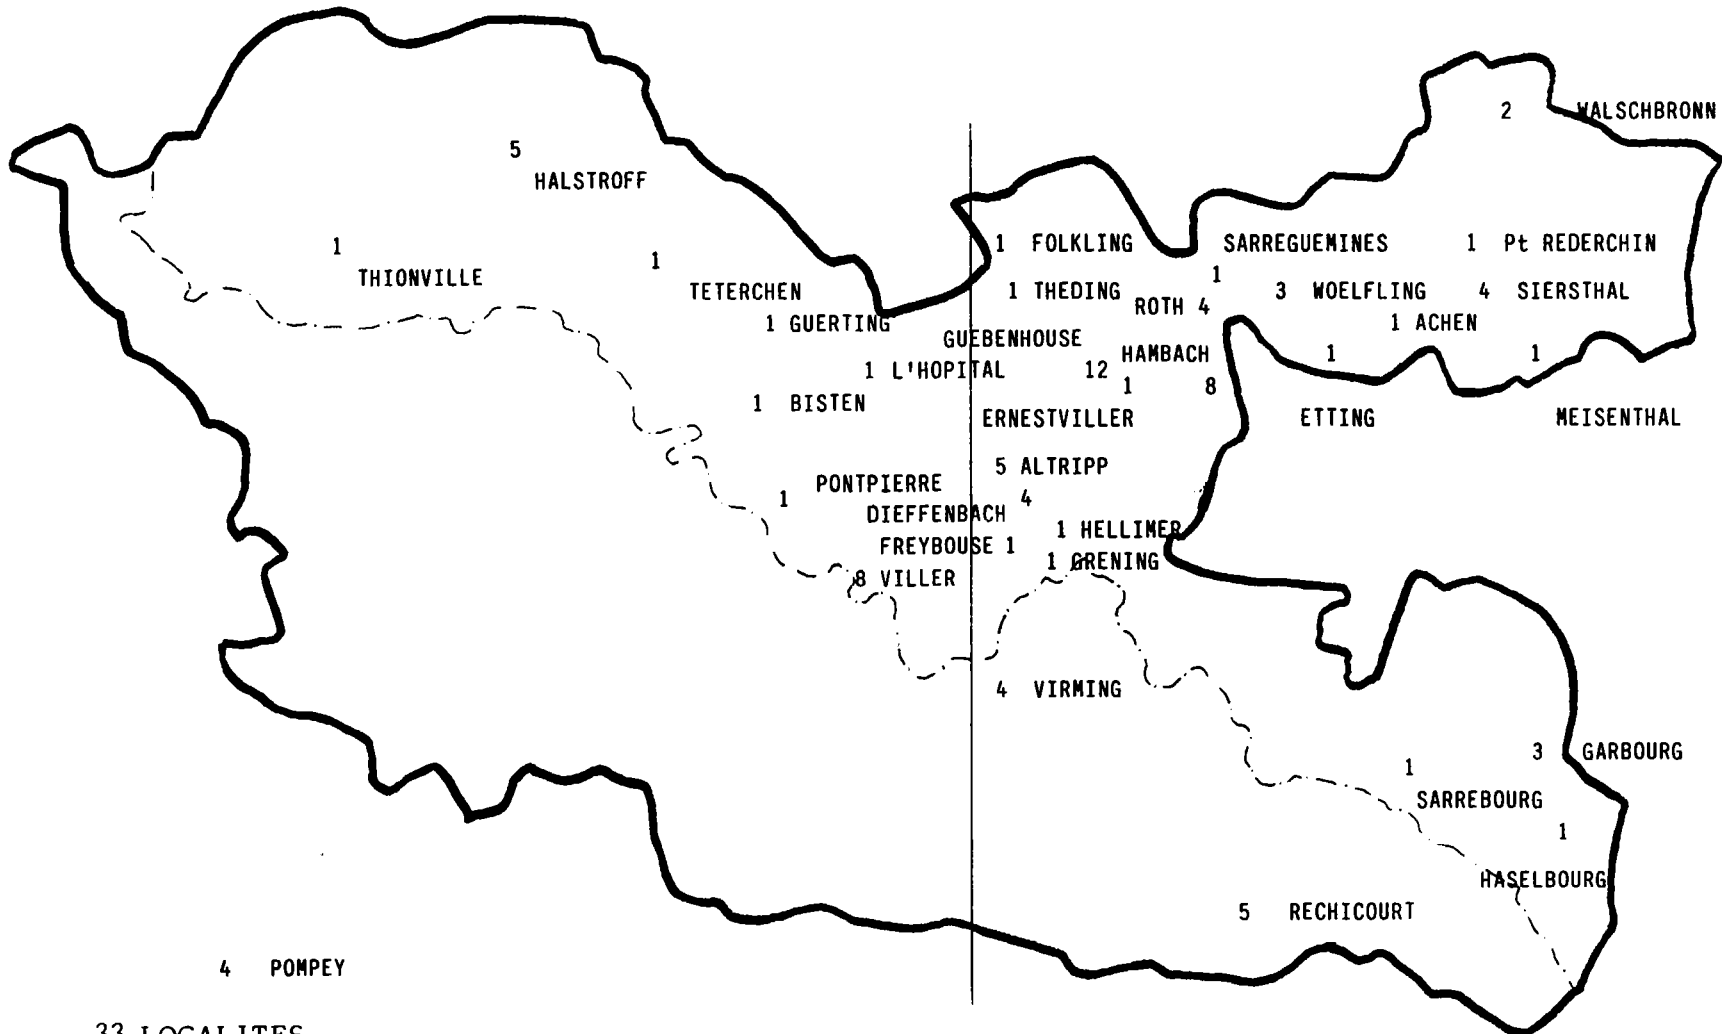 2 WALSCHBRONN
5
HALSTROFF
1
THIONVILLE
1
TETERCHEN
1 FOLKLING
SARREGUEMINES
1
1 Pt REDERCHIN
1 THEDING
ROTH 4
3 WOELFLING
4 SIERSTHAL
1 GUERTING
1 ACHEN
GUEBENHOUSE
12
HAMBACH
8
1
1
1 L'HOPITAL
1
1 BISTEN
ERNESTVILLER
ETTING
MEISENTHAL
5 ALTRIPP
1
PONTPIERRE
4
DIEFFENBACH
1 HELLIMER
FREYBOUSE 1
1 GRENING
8 VILLER
4 VIRMING
3 GARBOURG
1
SARREBOURG
1
HASELBOURG
5 RECHICOURT
4 POMPEY
33 LOCALITES